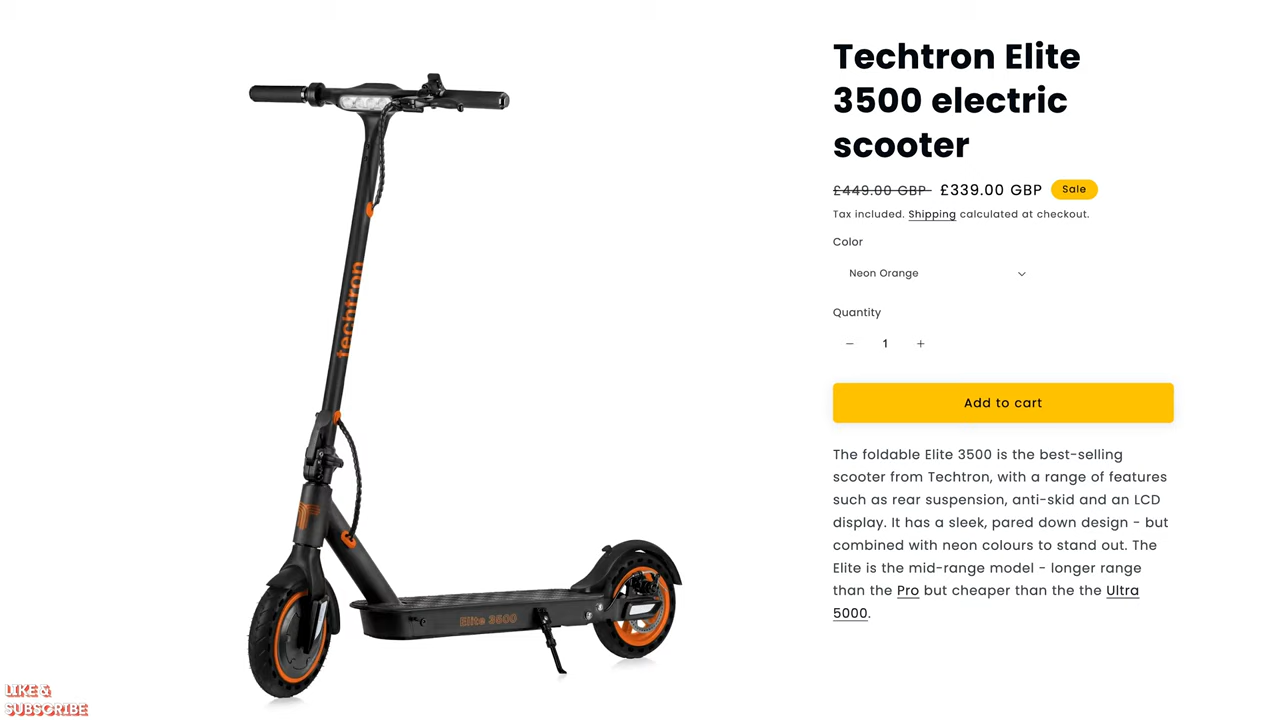 Techtron Elite
3500 electric
scooter
£449.00 GBP £339.00 GBP Sale
Tax included. Shipping calculated at checkout.
Color
Neon Orange
Quantity
− 1 +
Add to cart
The foldable Elite 3500 is the best-selling
scooter from Techtron, with a range of features
such as rear suspension, anti-skid and an LCD
display. It has a sleek, pared down design - but
combined with neon colours to stand out. The
Elite is the mid-range model - longer range
than the Pro but cheaper than the the Ultra
5000.
techtron
Elite 3500
LIKE &
SUBSCRIBE